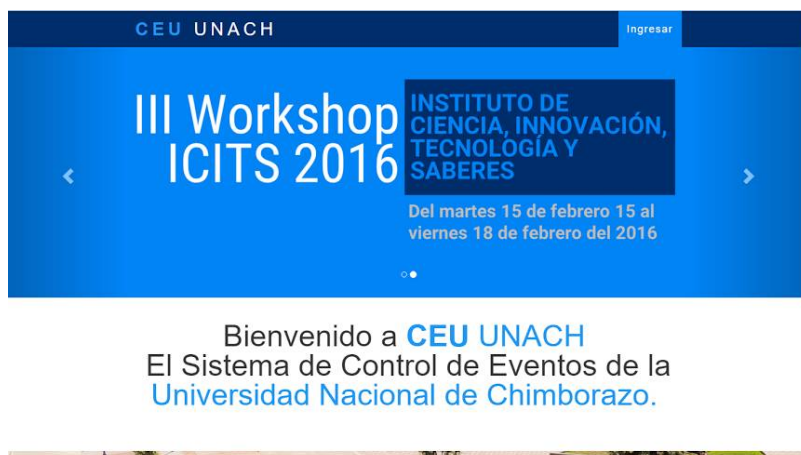 CEU UNACH
Ingresar
III Workshop
ICITS 2016
INSTITUTO DE
CIENCIA, INNOVACIÓN,
TECNOLOGÍA Y
SABERES
Del martes 15 de febrero 15 al
viernes 18 de febrero del 2016
Bienvenido a CEU UNACH
El Sistema de Control de Eventos de la
Universidad Nacional de Chimborazo.